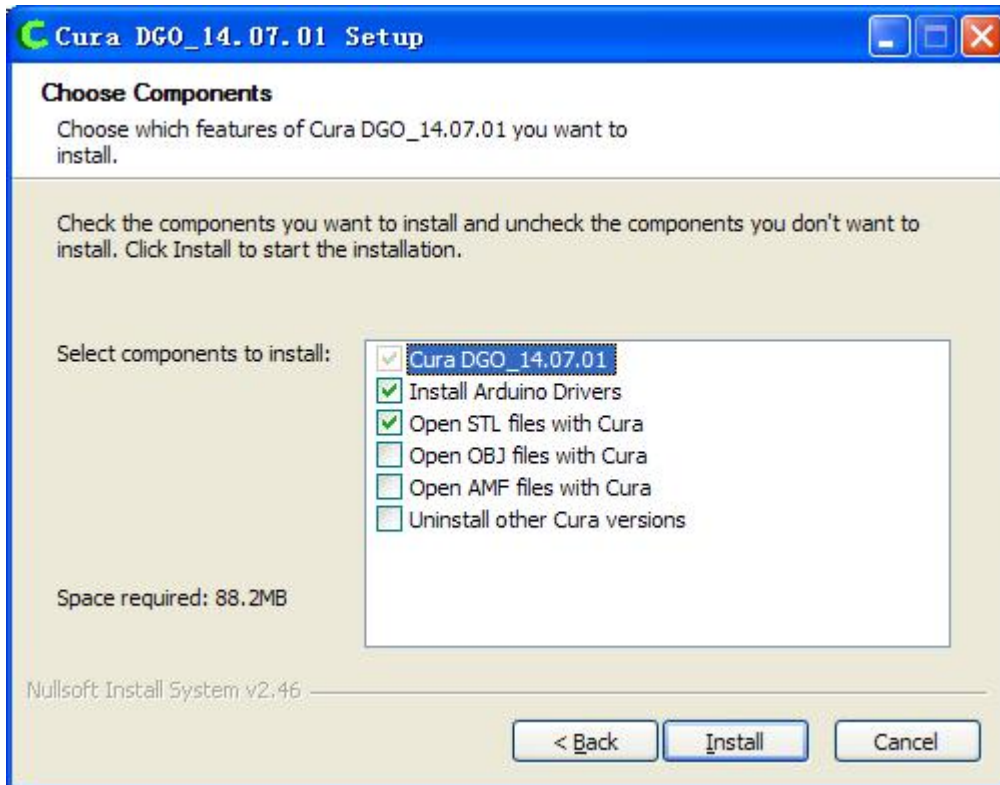 Cura DGO_14.07.01 Setup
Choose Components
Choose which features of Cura DGO_14.07.01 you want to
install.
Check the components you want to install and uncheck the components you don't want to
install. Click Install to start the installation.
Select components to install:
Cura DGO_14.07.01
Install Arduino Drivers
Open STL files with Cura
Open OBJ files with Cura
Open AMF files with Cura
Uninstall other Cura versions
Space required: 88.2MB
Nullsoft Install System v2.46
< Back
Install
Cancel